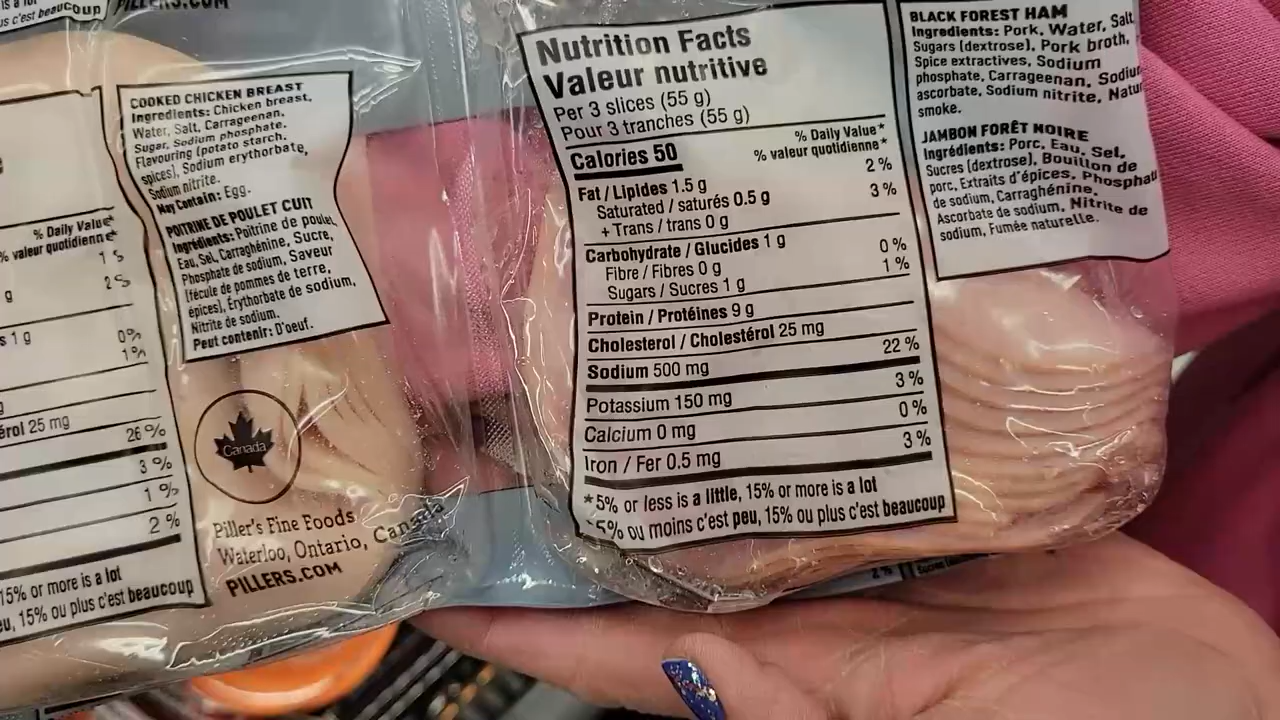 us c'est beaucoup
PILLERS.COM
% Daily Value*
% valeur quotidienne*
g
s 1 g
0%
1%
érol 25 mg
26 %
3 %
1 %
2 %
15% or more is a lot
eu, 15% ou plus c'est beaucoup
COOKED CHICKEN BREAST
Ingredients: Chicken breast,
Water, Salt, Carrageenan,
Sugar, Sodium phosphate,
Flavouring (potato starch,
spices), Sodium erythorbate,
Sodium nitrite.
May Contain: Egg.
POITRINE DE POULET CUIT
Ingrédients: Poitrine de poulet,
Eau, Sel, Carraghénine, Sucre,
Phosphate de sodium, Saveur
(fécule de pommes de terre,
épices), Érythorbate de sodium,
Nitrite de sodium.
Peut contenir: D'oeuf.
Canada
Piller's Fine Foods
Waterloo, Ontario, Canada
PILLERS.COM
Nutrition Facts
Valeur nutritive
Per 3 slices (55 g)
Pour 3 tranches (55 g)
% Daily Value*
Calories 50 % valeur quotidienne*
Fat / Lipides 1.5 g 2 %
Saturated / saturés 0.5 g 3 %
+ Trans / trans 0 g
Carbohydrate / Glucides 1 g
Fibre / Fibres 0 g 0 %
Sugars / Sucres 1 g 1 %
Protein / Protéines 9 g
Cholesterol / Cholestérol 25 mg
Sodium 500 mg 22 %
Potassium 150 mg 3 %
Calcium 0 mg 0 %
Iron / Fer 0.5 mg 3 %
*5% or less is a little, 15% or more is a lot
*5% ou moins c'est peu, 15% ou plus c'est beaucoup
BLACK FOREST HAM
Ingredients: Pork, Water, Salt,
Sugars (dextrose), Pork broth,
Spice extractives, Sodium
phosphate, Carrageenan, Sodium
ascorbate, Sodium nitrite, Natur
smoke.
JAMBON FORÊT NOIRE
Ingrédients: Porc, Eau, Sel,
Sucres (dextrose), Bouillon de
porc, Extraits d'épices, Phosphat
de sodium, Carraghénine,
Ascorbate de sodium, Nitrite de
sodium, Fumée naturelle.